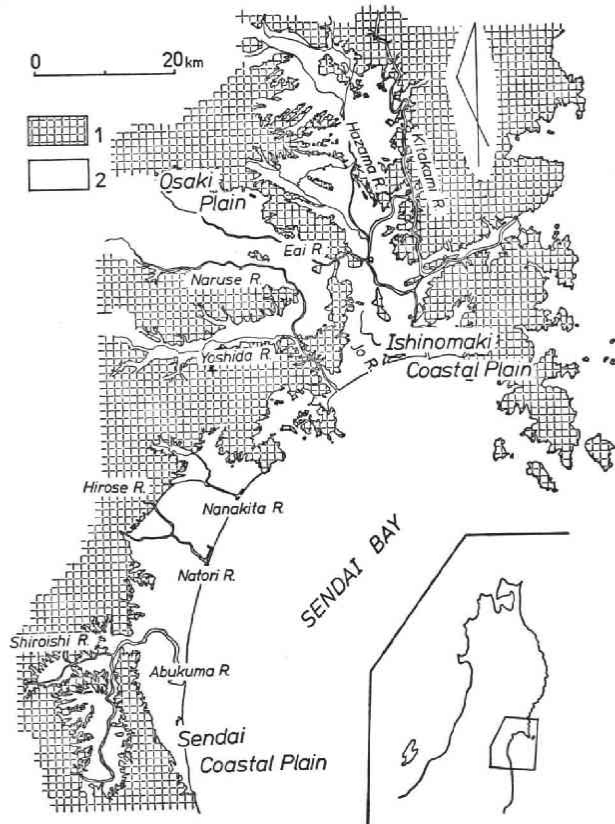 0 20km
1
2
Hazama R.
Kitakami R.
Osaki
Plain
Eai R.
Naruse R.
Ishinomaki
Coastal Plain
Jo R.
Yoshida R.
Hirose R.
Nanakita R.
Natori R.
SENDAI BAY
Shiroishi R.
Abukuma R.
Sendai
Coastal Plain